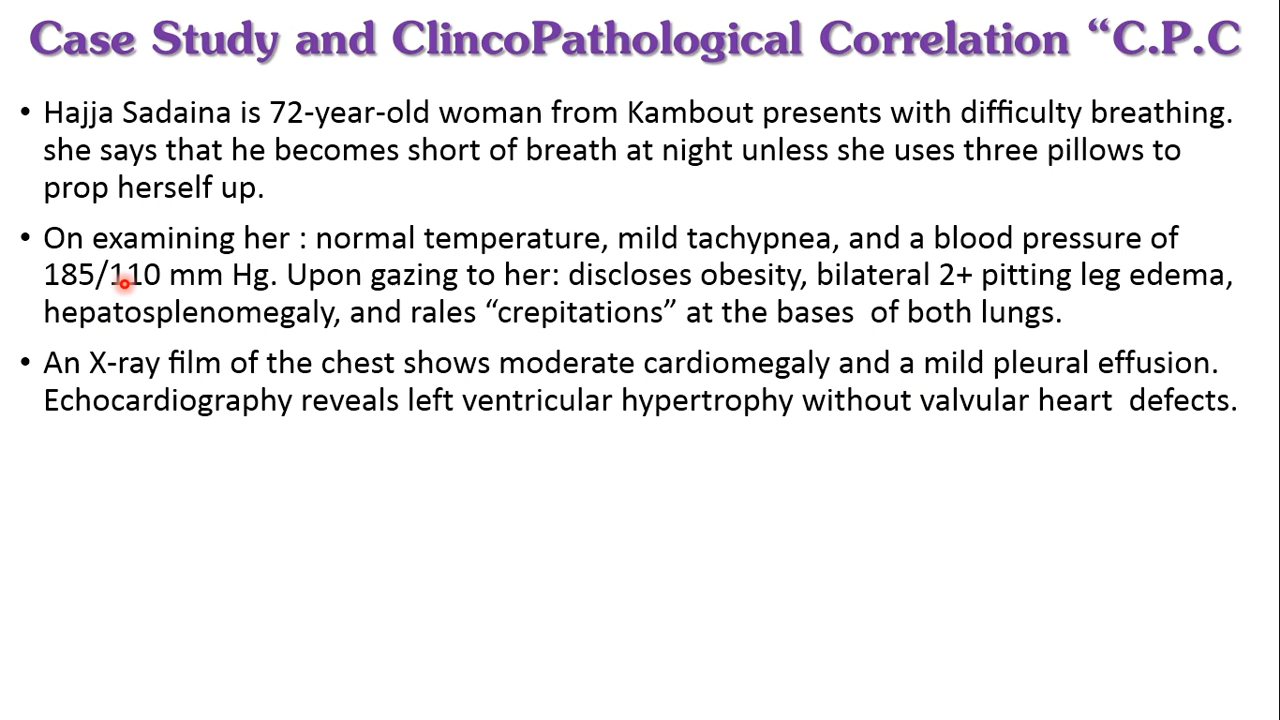 Case Study and ClincoPathological Correlation “C.P.C
• Hajja Sadaina is 72-year-old woman from Kambout presents with difficulty breathing.
she says that he becomes short of breath at night unless she uses three pillows to
prop herself up.
• On examining her : normal temperature, mild tachypnea, and a blood pressure of
185/110 mm Hg. Upon gazing to her: discloses obesity, bilateral 2+ pitting leg edema,
hepatosplenomegaly, and rales “crepitations” at the bases of both lungs.
• An X-ray film of the chest shows moderate cardiomegaly and a mild pleural effusion.
Echocardiography reveals left ventricular hypertrophy without valvular heart defects.